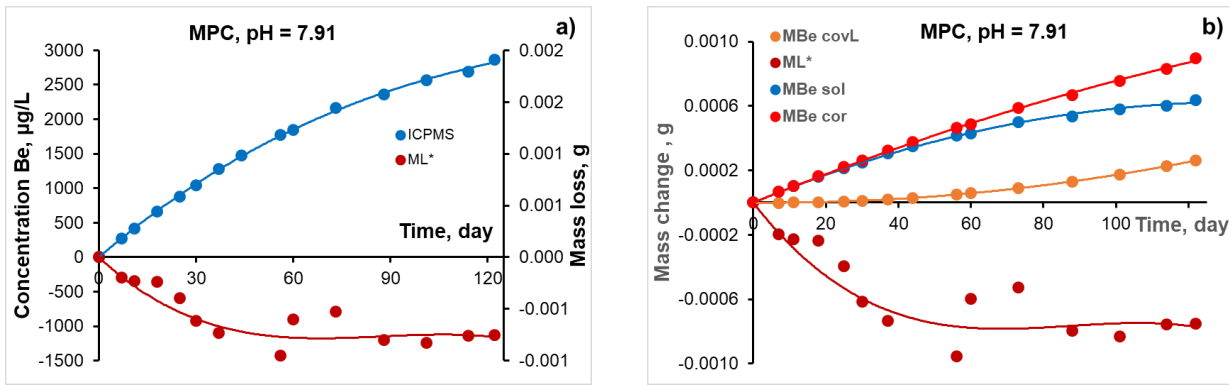 a)
MPC, pH = 7.91
3000
2500
2000
1500
1000
500
0
-500
-1000
-1500
Concentration Be, µg/L
0.002
0.002
0.001
0.001
0.000
-0.001
-0.001
Mass loss, g
ICPMS
ML*
Time, day
0 30 60 90 120
b)
MPC, pH = 7.91
MBe covL
ML*
MBe sol
MBe cor
0.0010
0.0006
0.0002
-0.0002
-0.0006
-0.0010
Mass change , g
0 20 40 60 80 100
Time, day